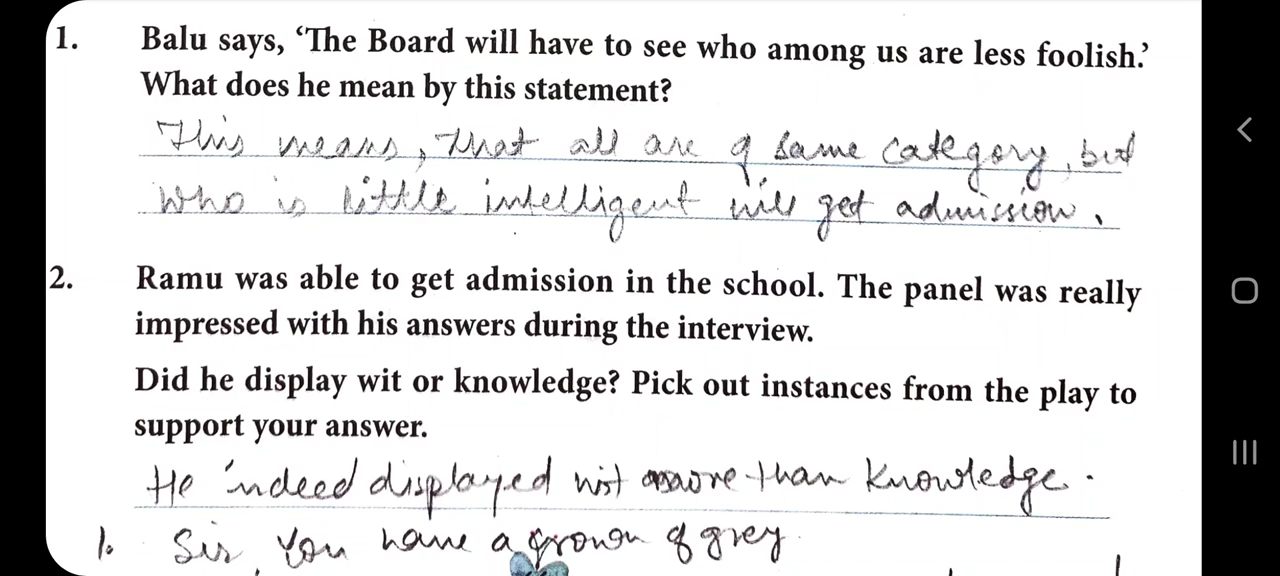 1. Balu says, ‘The Board will have to see who among us are less foolish.’
What does he mean by this statement?
This means, that all are of same category, but
who is little intelligent will get admission.
2. Ramu was able to get admission in the school. The panel was really
impressed with his answers during the interview.
Did he display wit or knowledge? Pick out instances from the play to
support your answer.
He indeed displayed wit more than knowledge.
1. Sir, You have a of grey